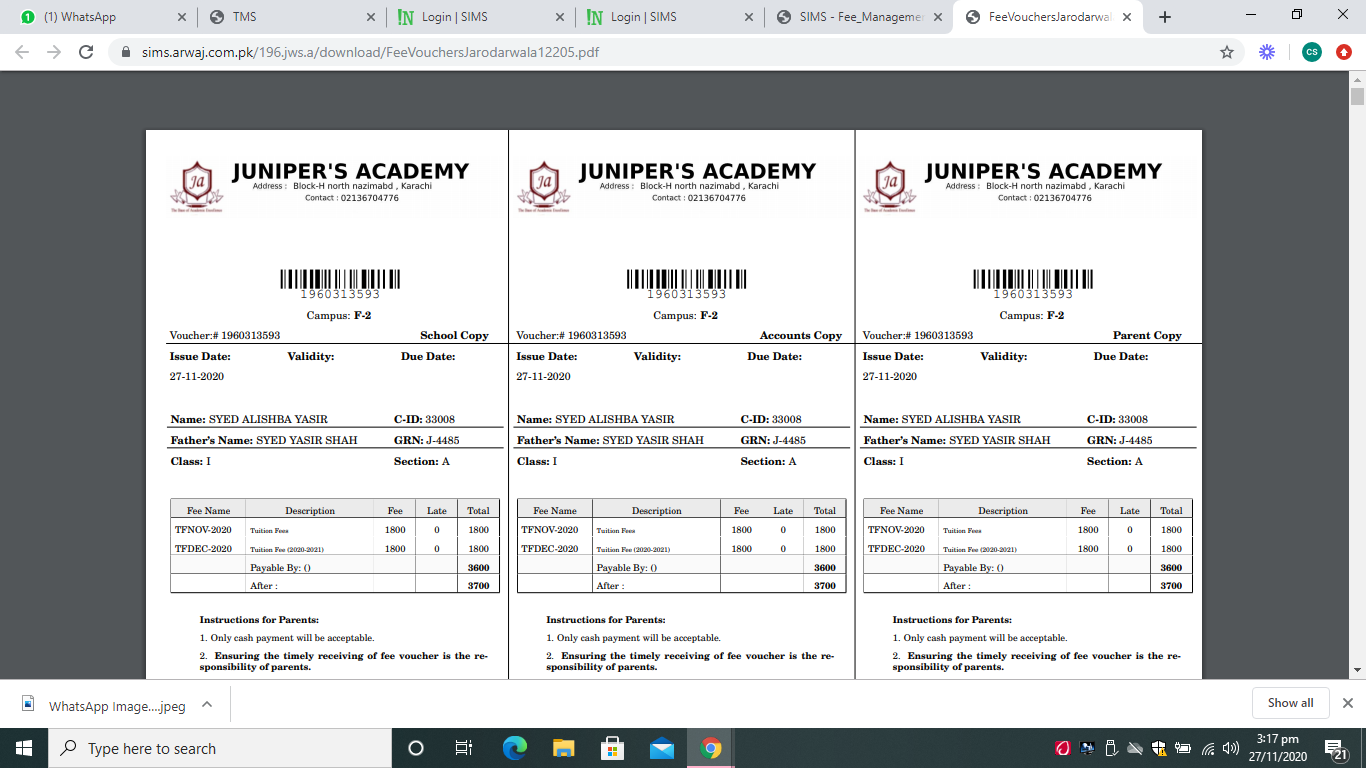 (1) WhatsApp
TMS
Login | SIMS
Login | SIMS
SIMS - Fee_Manageme
FeeVouchersJarodarwal
sims.arwaj.com.pk/196.jws.a/download/FeeVouchersJarodarwala12205.pdf
CS
Ja
JUNIPER'S ACADEMY
Address : Block-H north nazimabd , Karachi
Contact : 02136704776
1960313593
Campus: F-2
Voucher:# 1960313593 School Copy
Issue Date: Validity: Due Date:
27-11-2020
Name: SYED ALISHBA YASIR C-ID: 33008
Father's Name: SYED YASIR SHAH GRN: J-4485
Class: I Section: A
Fee Name Description Fee Late Total
TFNOV-2020 Tuition Fees 1800 0 1800
TFDEC-2020 Tuition Fee (2020-2021) 1800 0 1800
Payable By: () 3600
After : 3700
Instructions for Parents:
1. Only cash payment will be acceptable.
2. Ensuring the timely receiving of fee voucher is the re-
sponsibility of parents.
Ja
JUNIPER'S ACADEMY
Address : Block-H north nazimabd , Karachi
Contact : 02136704776
1960313593
Campus: F-2
Voucher:# 1960313593 Accounts Copy
Issue Date: Validity: Due Date:
27-11-2020
Name: SYED ALISHBA YASIR C-ID: 33008
Father's Name: SYED YASIR SHAH GRN: J-4485
Class: I Section: A
Fee Name Description Fee Late Total
TFNOV-2020 Tuition Fees 1800 0 1800
TFDEC-2020 Tuition Fee (2020-2021) 1800 0 1800
Payable By: () 3600
After : 3700
Instructions for Parents:
1. Only cash payment will be acceptable.
2. Ensuring the timely receiving of fee voucher is the re-
sponsibility of parents.
Ja
JUNIPER'S ACADEMY
Address : Block-H north nazimabd , Karachi
Contact : 02136704776
1960313593
Campus: F-2
Voucher:# 1960313593 Parent Copy
Issue Date: Validity: Due Date:
27-11-2020
Name: SYED ALISHBA YASIR C-ID: 33008
Father's Name: SYED YASIR SHAH GRN: J-4485
Class: I Section: A
Fee Name Description Fee Late Total
TFNOV-2020 Tuition Fees 1800 0 1800
TFDEC-2020 Tuition Fee (2020-2021) 1800 0 1800
Payable By: () 3600
After : 3700
Instructions for Parents:
1. Only cash payment will be acceptable.
2. Ensuring the timely receiving of fee voucher is the re-
sponsibility of parents.
WhatsApp Image....jpeg
Show all
Type here to search
3:17 pm
27/11/2020
21